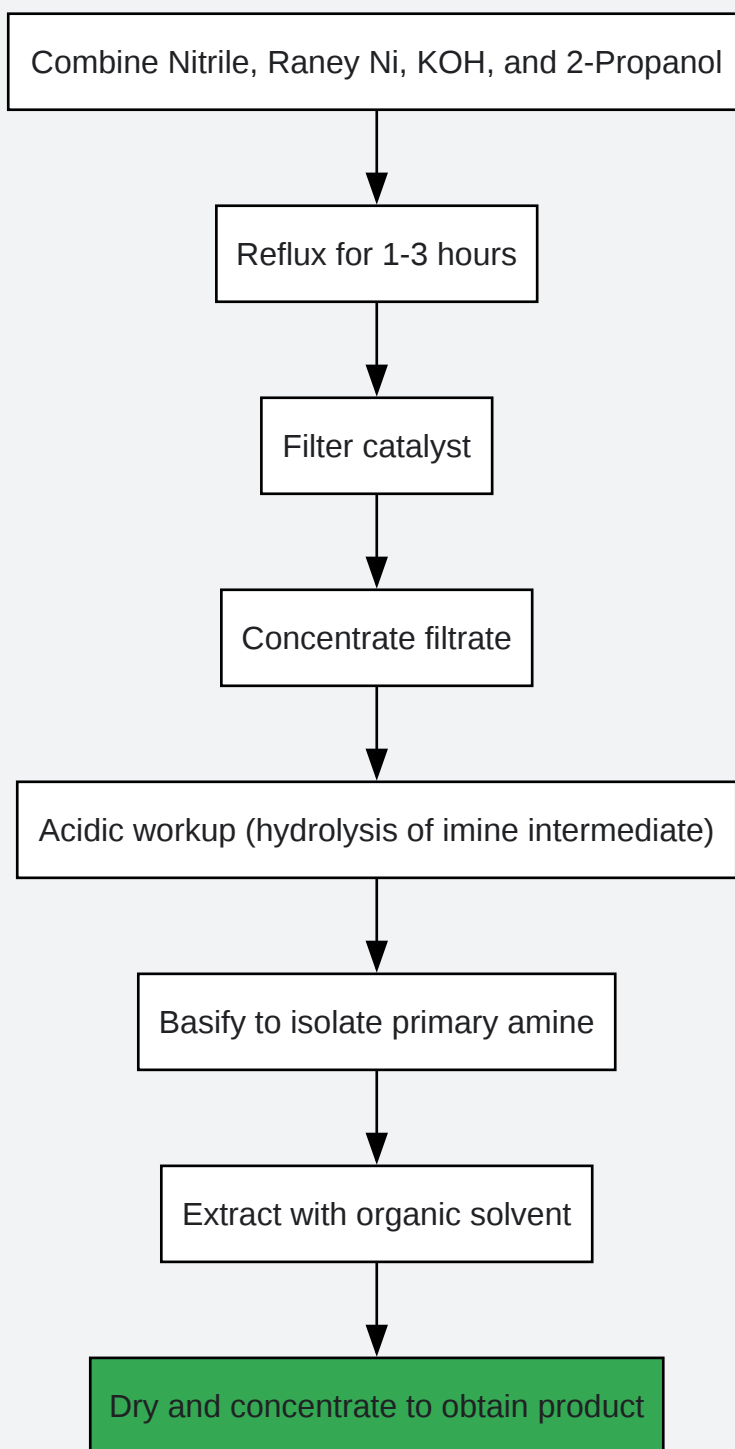 Combine Nitrile, Raney Ni, KOH, and 2-Propanol
Reflux for 1-3 hours
Filter catalyst
Concentrate filtrate
Acidic workup (hydrolysis of imine intermediate)
Basify to isolate primary amine
Extract with organic solvent
Dry and concentrate to obtain product